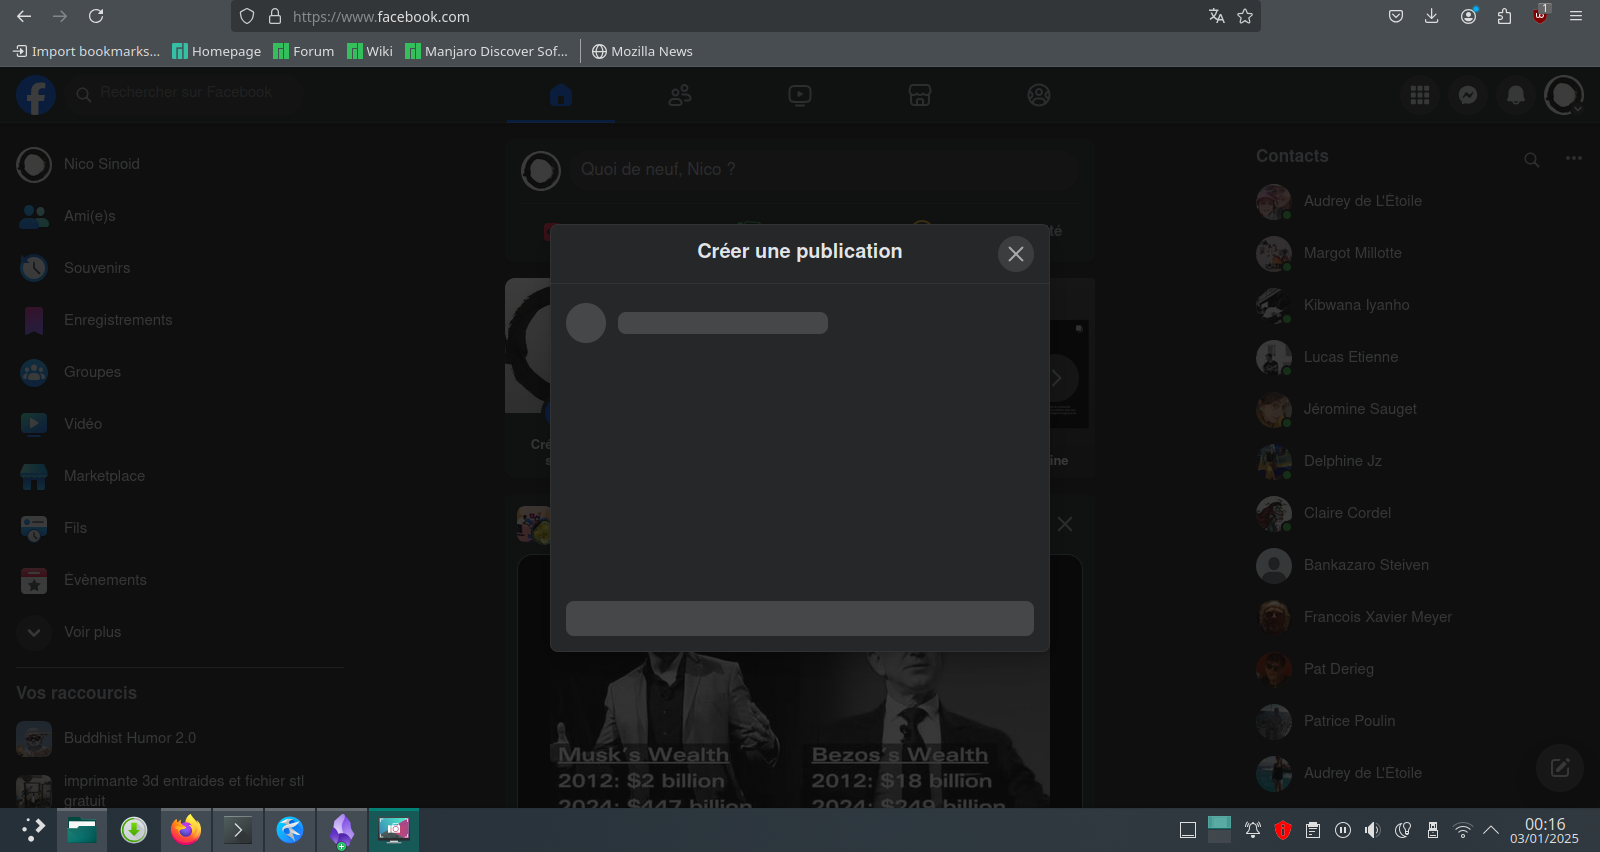 https://www.facebook.com
1
Import bookmarks...
Homepage
Forum
Wiki
Manjaro Discover Sof...
Mozilla News
Rechercher sur Facebook
Nico Sinoid
Ami(e)s
Souvenirs
Enregistrements
Groupes
Vidéo
Marketplace
Fils
Évènements
Voir plus
Vos raccourcis
Buddhist Humor 2.0
imprimante 3d entraides et fichier stl
gratuit
Quoi de neuf, Nico ?
té
Créer une publication
Cré
s
ine
Musk's Wealth
2012: $2 billion
2024: $447 billion
Bezos's Wealth
2012: $18 billion
2024: $249 billion
Contacts
Audrey de L'Étoile
Margot Millotte
Kibwana Iyanho
Lucas Etienne
Jéromine Sauget
Delphine Jz
Claire Cordel
Bankazaro Steiven
Francois Xavier Meyer
Pat Derieg
Patrice Poulin
Audrey de L'Etoile
00:16
03/01/2025